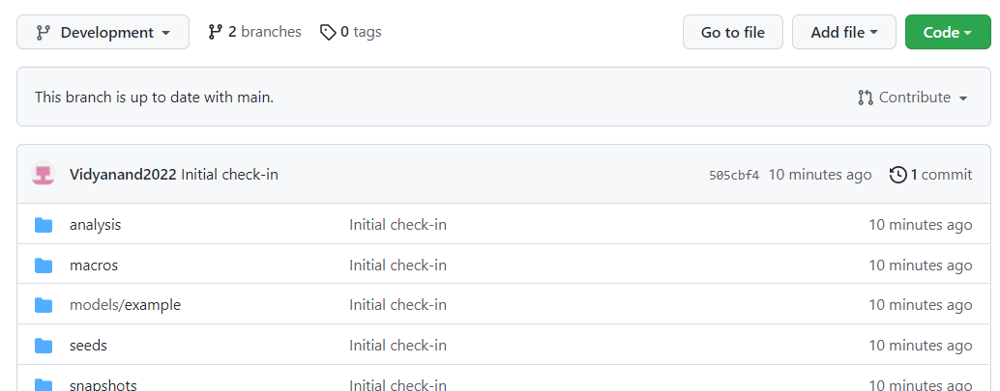 Development 2 branches 0 tags Go to file Add file Code
This branch is up to date with main. Contribute
Vidyanand2022 Initial check-in 505cbf4 10 minutes ago 1 commit
analysis Initial check-in 10 minutes ago
macros Initial check-in 10 minutes ago
models/example Initial check-in 10 minutes ago
seeds Initial check-in 10 minutes ago
snapshots Initial check-in 10 minutes ago